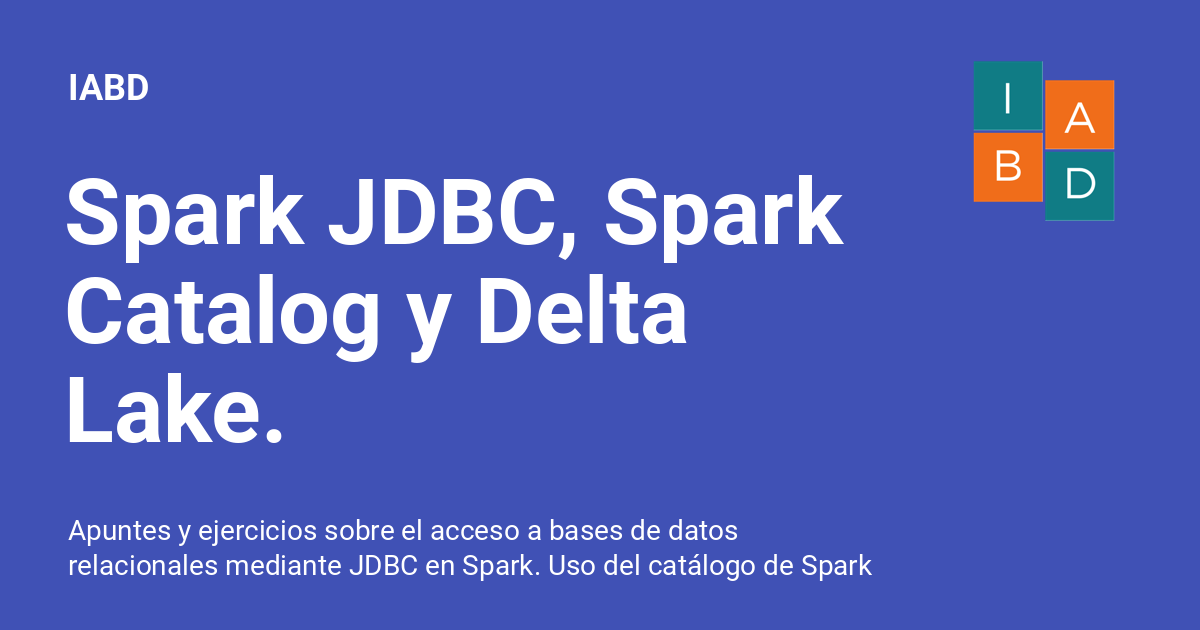 IABD
I
A
B
D
Spark JDBC, Spark
Catalog y Delta
Lake.
Apuntes y ejercicios sobre el acceso a bases de datos
relacionales mediante JDBC en Spark. Uso del catálogo de Spark